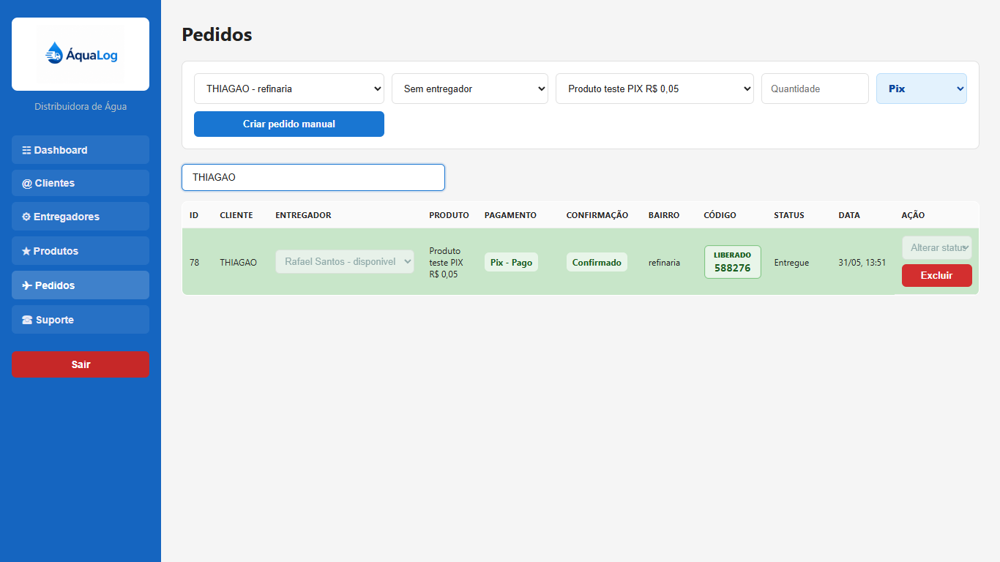 ÁquaLog
Distribuidora de Água
☷ Dashboard
@ Clientes
⚙ Entregadores
★ Produtos
✈ Pedidos
☎ Suporte
Sair
Pedidos
THIAGAO - refinaria
Sem entregador
Produto teste PIX R$ 0,05
Quantidade
Pix
Criar pedido manual
THIAGAO
ID CLIENTE ENTREGADOR PRODUTO PAGAMENTO CONFIRMAÇÃO BAIRRO CÓDIGO STATUS DATA AÇÃO
78
THIAGAO
Rafael Santos - disponivel
Produto
teste PIX
R$ 0,05
Pix - Pago
Confirmado
refinaria
LIBERADO
588276
Entregue
31/05, 13:51
Alterar status
Excluir